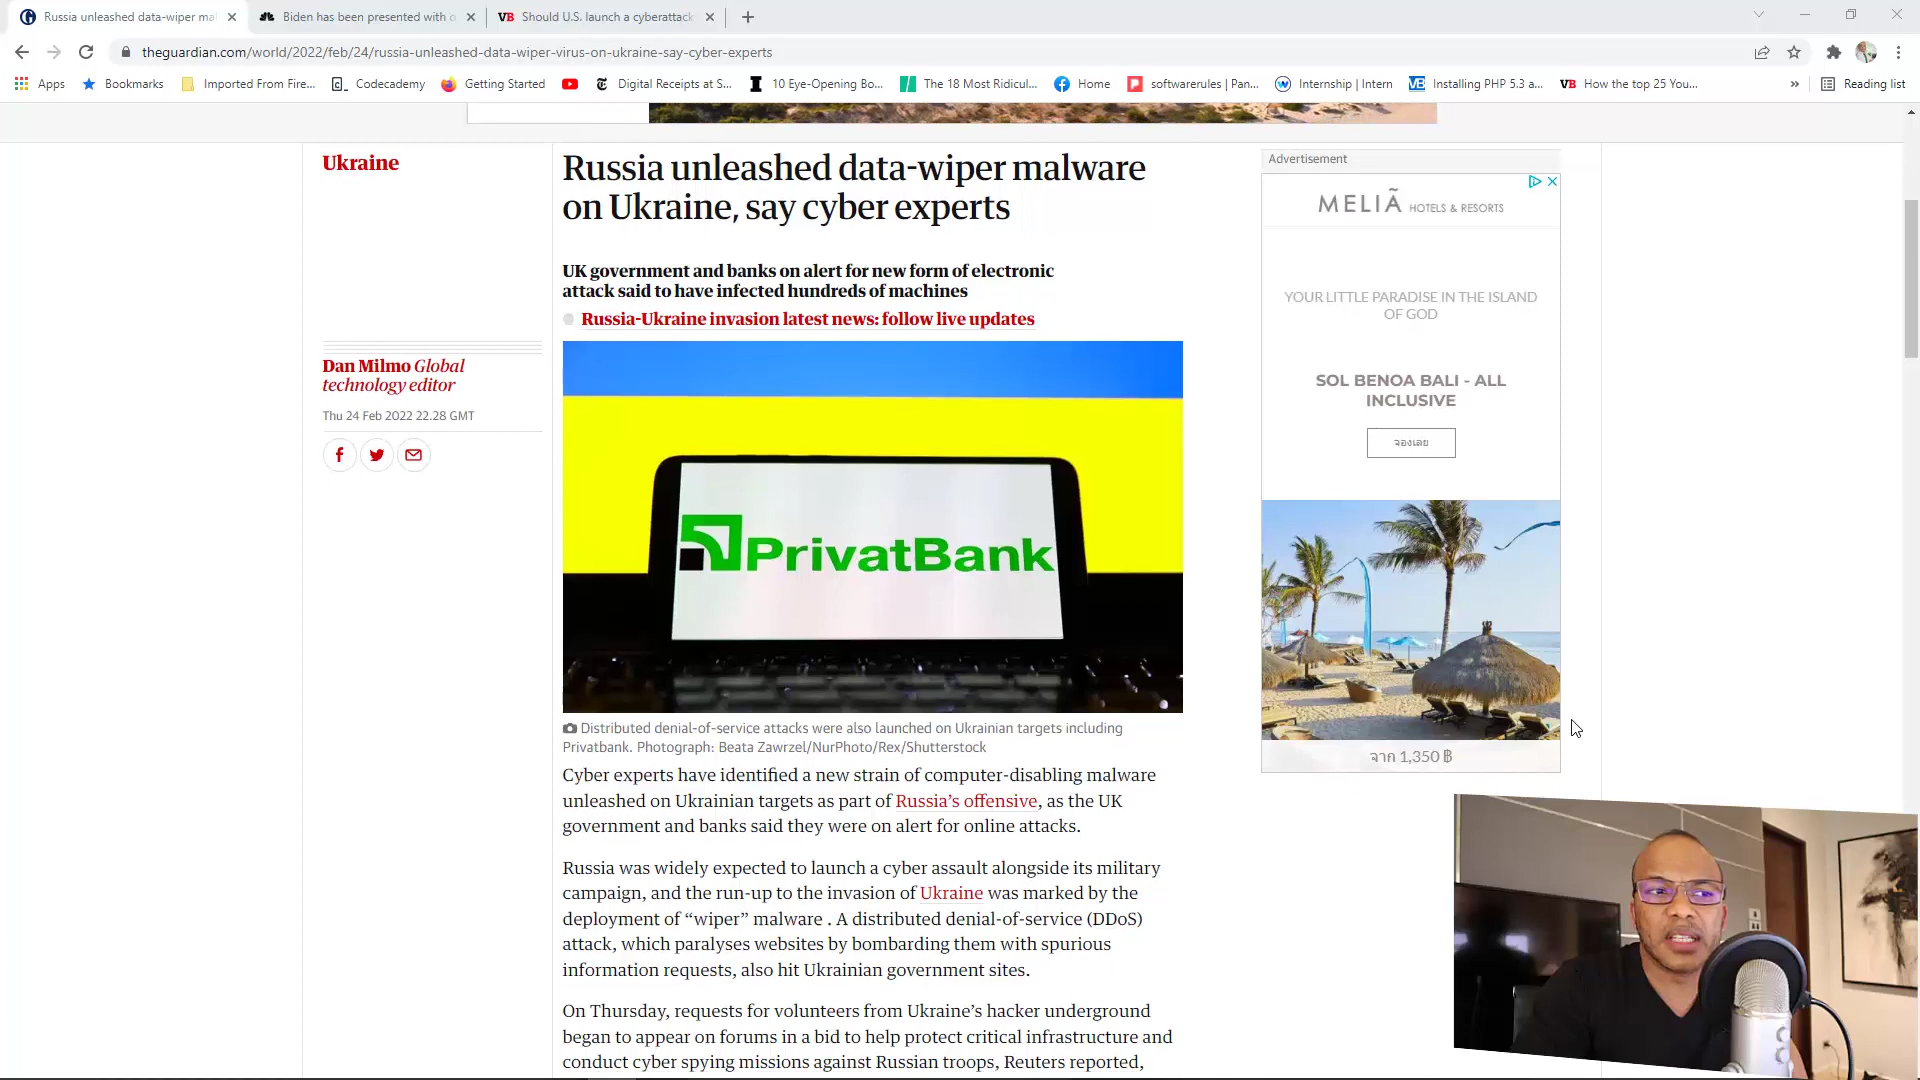 Russia unleashed data-wiper ma
Biden has been presented with o
VB Should U.S. launch a cyberattack
theguardian.com/world/2022/feb/24/russia-unleashed-data-wiper-virus-on-ukraine-say-cyber-experts
Apps Bookmarks Imported From Fire... Codecademy Getting Started Digital Receipts at S... 10 Eye-Opening Bo... The 18 Most Ridicul... Home softwarerules | Pan... Internship | Intern VB Installing PHP 5.3 a... VB How the top 25 You... » Reading list
Ukraine
Russia unleashed data-wiper malware
on Ukraine, say cyber experts
UK government and banks on alert for new form of electronic
attack said to have infected hundreds of machines
Russia-Ukraine invasion latest news: follow live updates
Dan Milmo Global
technology editor
Thu 24 Feb 2022 22.28 GMT
PrivatBank
Distributed denial-of-service attacks were also launched on Ukrainian targets including
Privatbank. Photograph: Beata Zawrzel/NurPhoto/Rex/Shutterstock
Cyber experts have identified a new strain of computer-disabling malware
unleashed on Ukrainian targets as part of Russia’s offensive, as the UK
government and banks said they were on alert for online attacks.
Russia was widely expected to launch a cyber assault alongside its military
campaign, and the run-up to the invasion of Ukraine was marked by the
deployment of “wiper” malware . A distributed denial-of-service (DDoS)
attack, which paralyses websites by bombarding them with spurious
information requests, also hit Ukrainian government sites.
On Thursday, requests for volunteers from Ukraine’s hacker underground
began to appear on forums in a bid to help protect critical infrastructure and
conduct cyber spying missions against Russian troops, Reuters reported,
Advertisement
MELIÃ HOTELS & RESORTS
YOUR LITTLE PARADISE IN THE ISLAND
OF GOD
SOL BENOA BALI - ALL
INCLUSIVE
จองเลย
จาก 1,350 ฿